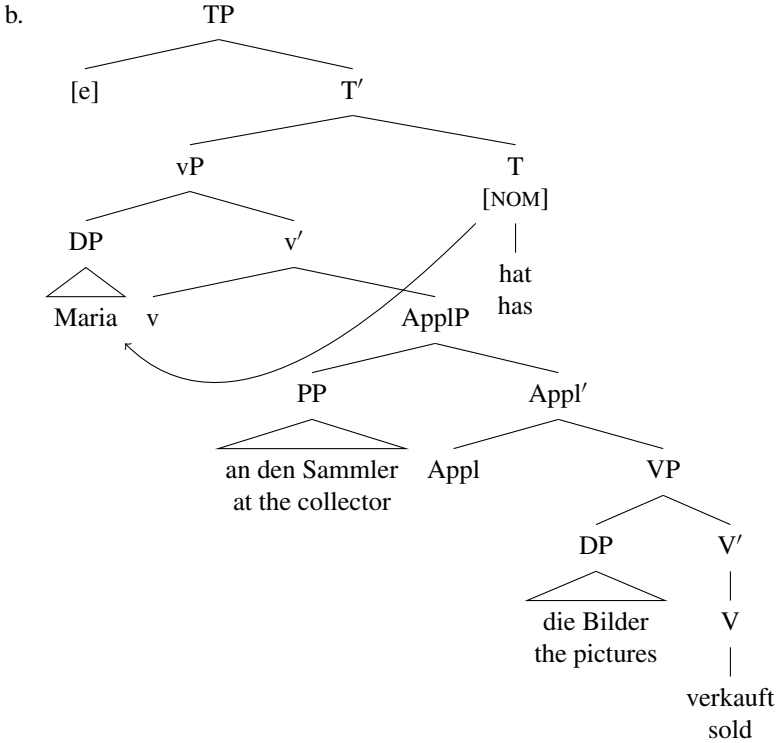 b.
TP
[e] T′
vP T
[NOM]
DP v′
hat
has
Maria v ApplP
PP Appl′
an den Sammler Appl VP
at the collector
DP V′
die Bilder V
the pictures
verkauft
sold